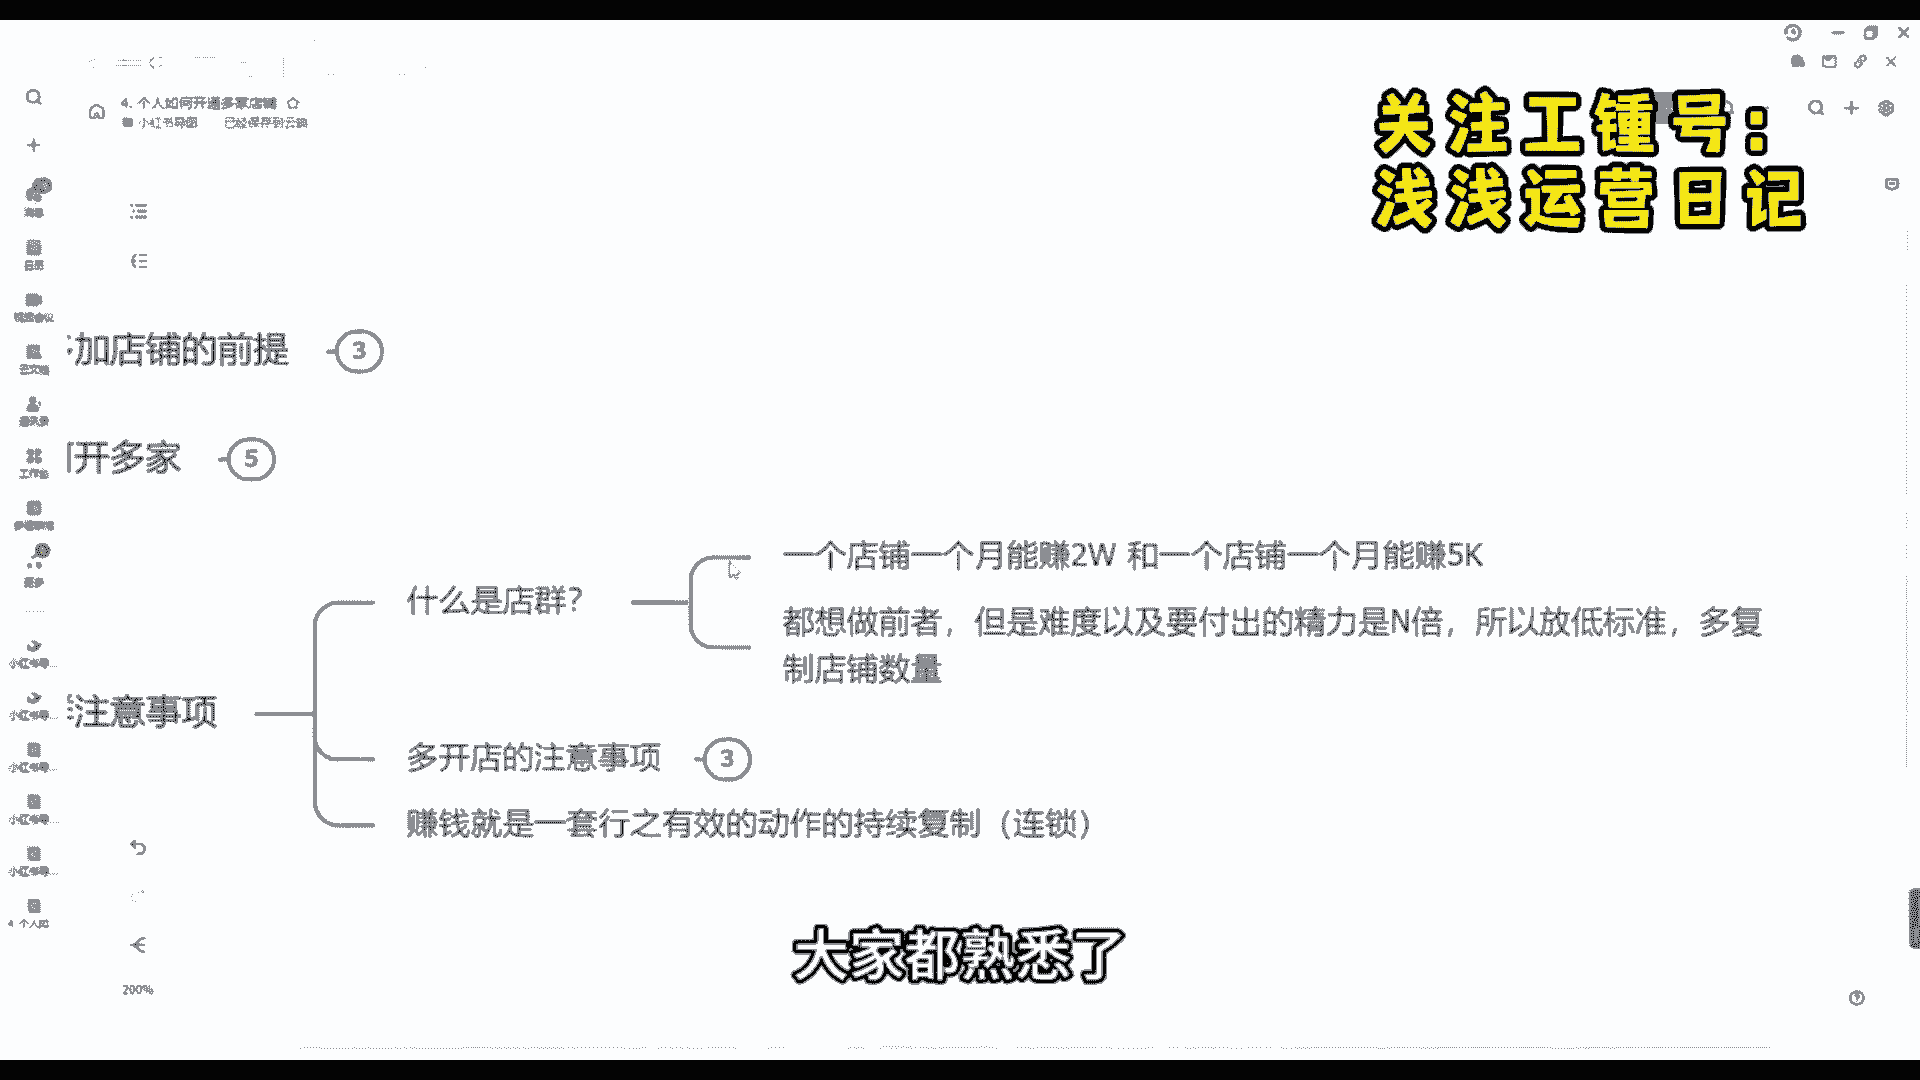 关注工锺号：
浅浅运营日记
4. 个人如何开通多家店铺
小红书导图 已经保存到云端
加店铺的前提
3
开多家
5
一个店铺一个月能赚2W 和一个店铺一个月能赚5K
什么是店群？
都想做前者，但是难度以及要付出的精力是N倍，所以放低标准，多复
制店铺数量
注意事项
多开店的注意事项
3
赚钱就是一套行之有效的动作的持续复制（连锁）
大家都熟悉了
200%